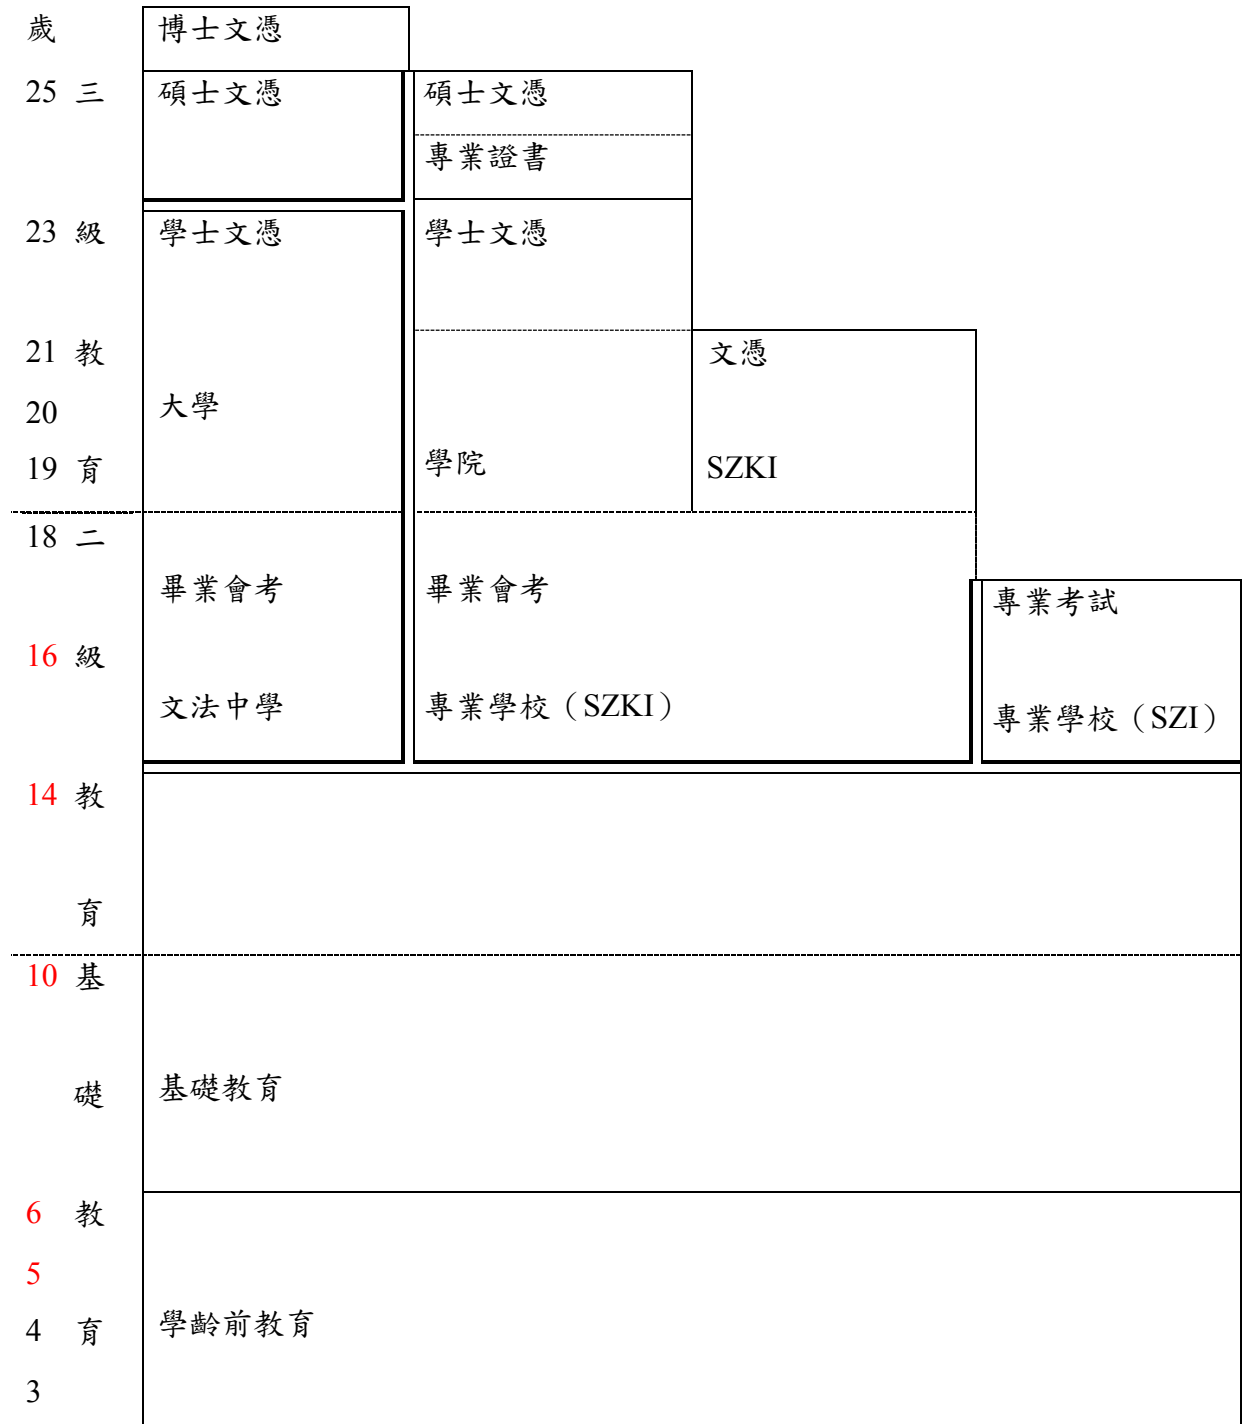 歲 博士文憑
25 三 碩士文憑 碩士文憑
專業證書
23 級 學士文憑 學士文憑
21 教 文憑
20 大學
19 育 學院 SZKI
18 二
畢業會考 畢業會考 專業考試
16 級
文法中學 專業學校（SZKI） 專業學校（SZI）
14 教
育
10 基
礎 基礎教育
6 教
5
4 育 學齡前教育
3